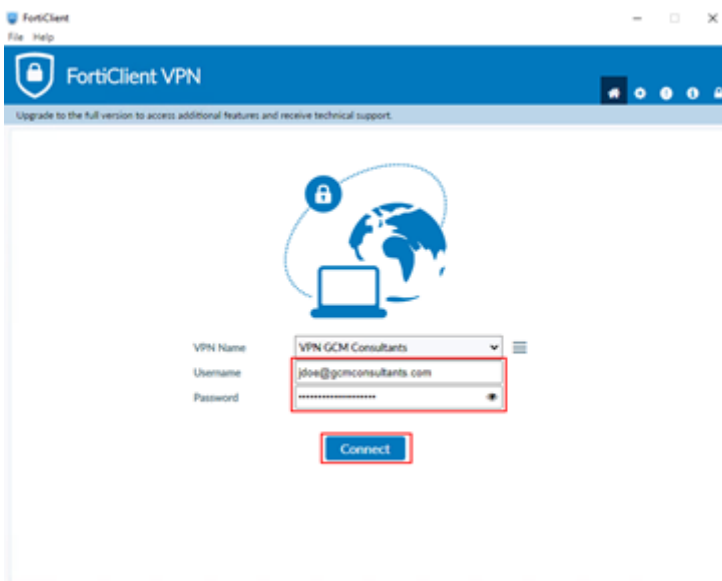 FortiClient
File Help
FortiClient VPN
Upgrade to the full version to access additional features and receive technical support.
VPN Name VPN GCM Consultants
Username jdoe@gcmconsultants.com
Password ••••••••••••••••••
Connect